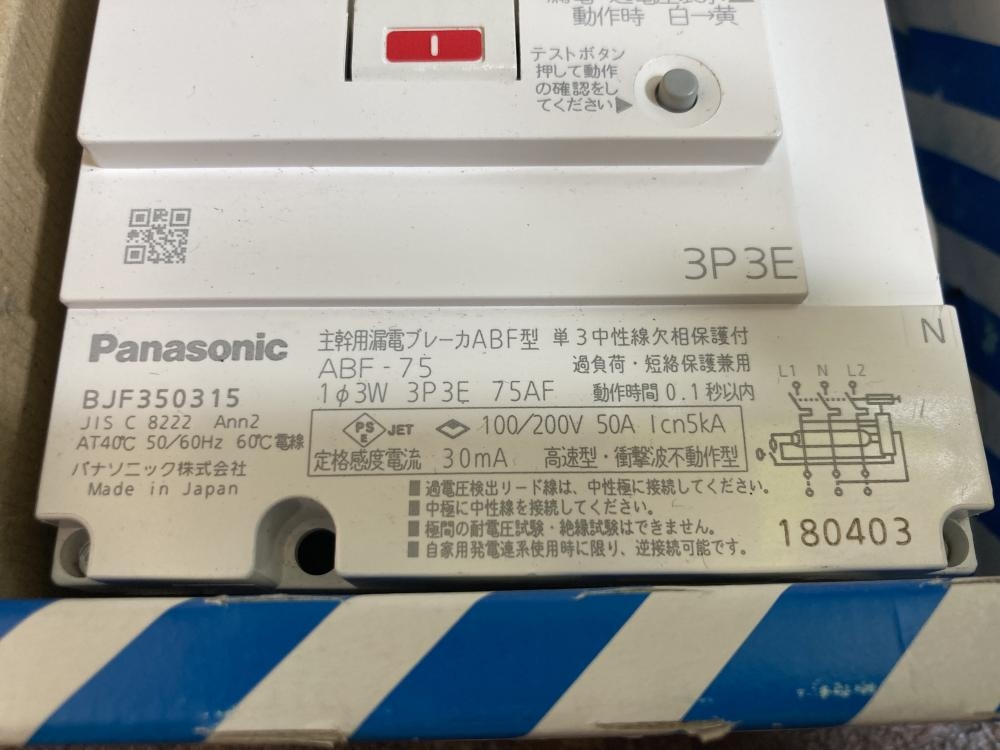 動作時 白→黄
テストボタン
押して動作
の確認をし
てください▶
3P3E
N
Panasonic
主幹用漏電ブレーカABF型 単3中性線欠相保護付
ABF-75 過負荷・短絡保護兼用
BJF350315
1φ3W 3P3E 75AF 動作時間0.1秒以内
JIS C 8222 Ann2
AT40℃ 50/60Hz 60℃電線
パナソニック株式会社
Made in Japan
PS E JET 100/200V 50A Icn5kA
定格感度電流 30mA 高速型・衝撃波不動作型
■過電圧検出リード線は、中性極に接続してください。
■中極に中性線を接続してください。
■極間の耐電圧試験・絶縁試験はできません。
■自家用発電連系使用時に限り、逆接続可能です。
L1 N L2
180403